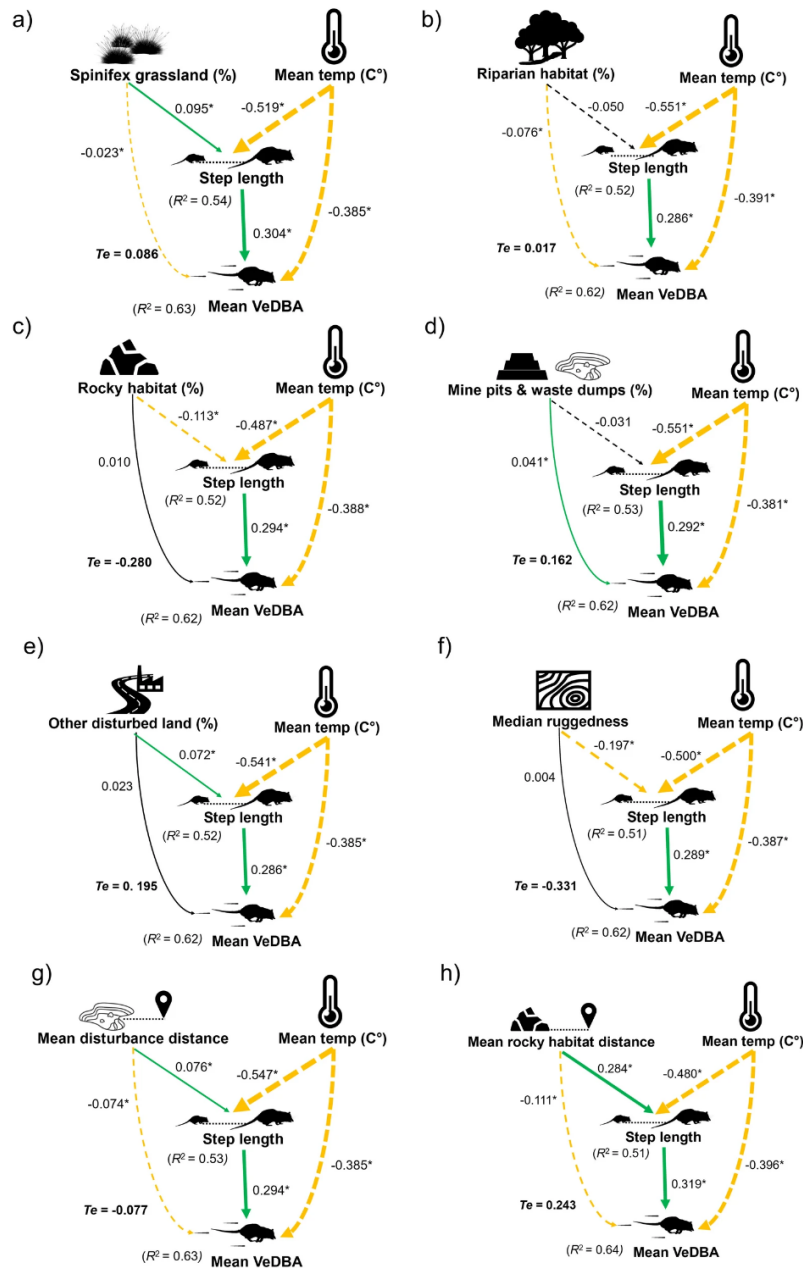 a)
Spinifex grassland (%)
Mean temp (C°)
0.095*
-0.519*
-0.023*
Step length
(R² = 0.54)
-0.385*
0.304*
Te = 0.086
(R² = 0.63)
Mean VeDBA
b)
Riparian habitat (%)
Mean temp (C°)
-0.050
-0.551*
-0.076*
Step length
(R² = 0.52)
-0.391*
0.286*
Te = 0.017
(R² = 0.62)
Mean VeDBA
c)
Rocky habitat (%)
Mean temp (C°)
-0.113*
-0.487*
0.010
Step length
(R² = 0.52)
-0.388*
0.294*
Te = -0.280
(R² = 0.62)
Mean VeDBA
d)
Mine pits & waste dumps (%)
Mean temp (C°)
-0.031
-0.551*
0.041*
Step length
(R² = 0.53)
-0.381*
0.292*
Te = 0.162
(R² = 0.62)
Mean VeDBA
e)
Other disturbed land (%)
Mean temp (C°)
0.072*
-0.541*
0.023
Step length
(R² = 0.52)
-0.385*
0.286*
Te = 0. 195
(R² = 0.62)
Mean VeDBA
f)
Median ruggedness
Mean temp (C°)
-0.197*
-0.500*
0.004
Step length
(R² = 0.51)
-0.387*
0.289*
Te = -0.331
(R² = 0.62)
Mean VeDBA
g)
Mean disturbance distance
Mean temp (C°)
0.076*
-0.547*
-0.074*
Step length
(R² = 0.53)
-0.385*
0.294*
Te = -0.077
(R² = 0.63)
Mean VeDBA
h)
Mean rocky habitat distance
Mean temp (C°)
0.284*
-0.480*
-0.111*
Step length
(R² = 0.51)
-0.396*
0.319*
Te = 0.243
(R² = 0.64)
Mean VeDBA